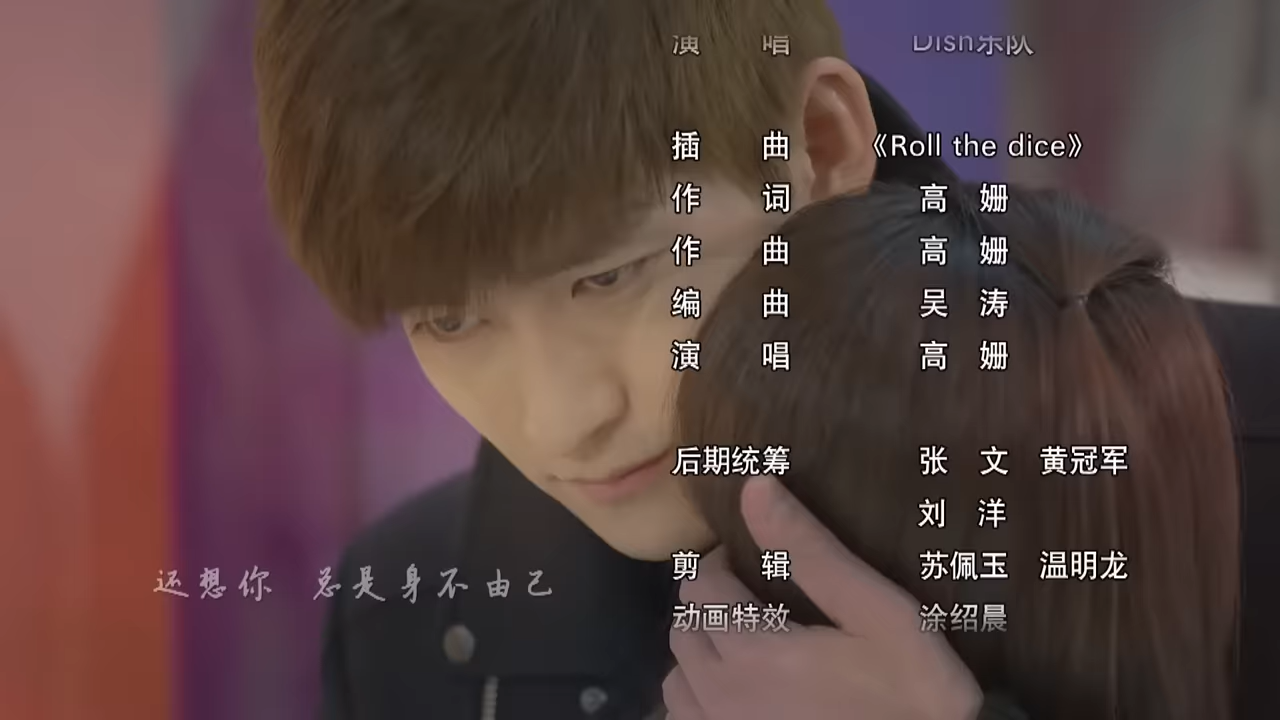 演 唱 Dish乐队
插 曲 《Roll the dice》
作 词 高 姗
作 曲 高 姗
编 曲 吴 涛
演 唱 高 姗
后期统筹 张 文 黄冠军
刘 洋
剪 辑 苏佩玉 温明龙
动画特效 涂绍晨
还想你 总是身不由己